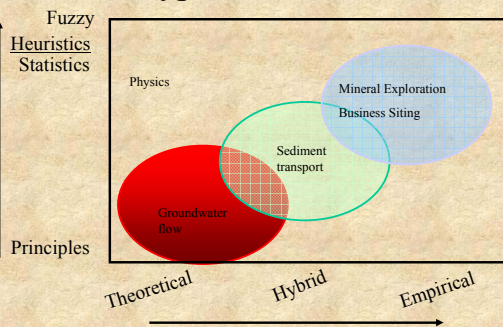 Fuzzy
Heuristics
Statistics
Physics
Mineral Exploration
Business Siting
Sediment
transport
Groundwater
flow
Principles
Theoretical
Hybrid
Empirical